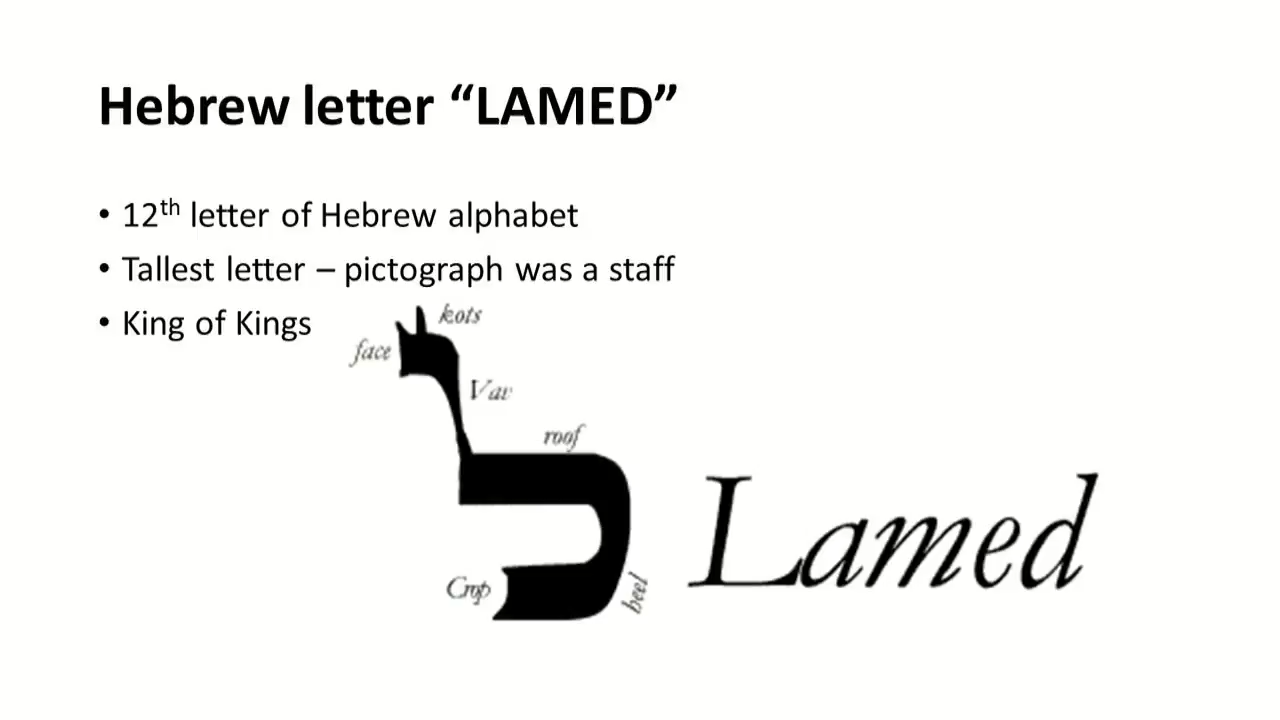 Hebrew letter “LAMED”
• 12th letter of Hebrew alphabet
• Tallest letter – pictograph was a staff
• King of Kings
kots
face
Vav
roof
ל
Crop
heel
Lamed